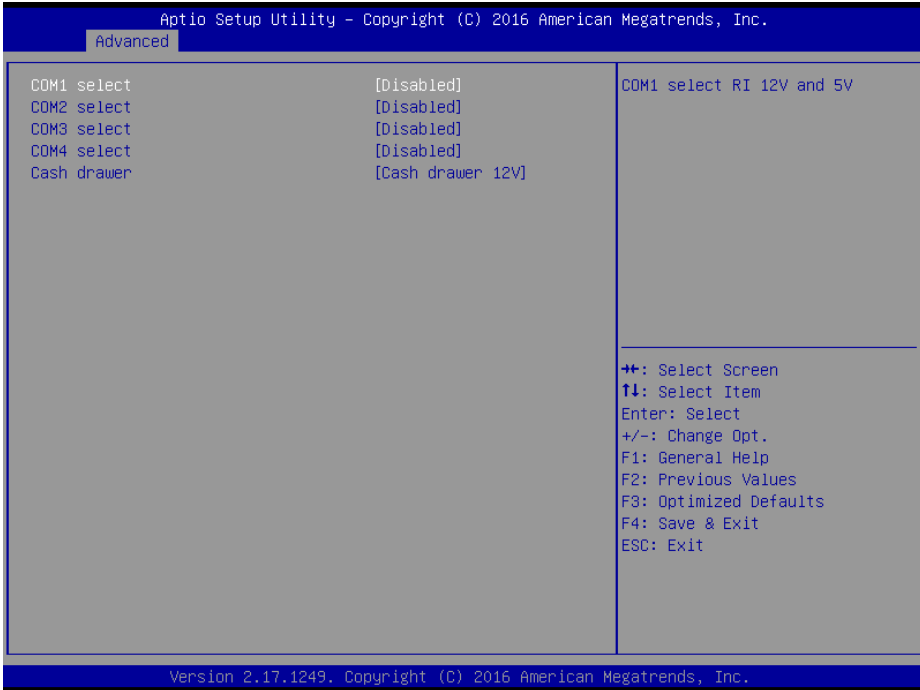 Aptio Setup Utility – Copyright (C) 2016 American Megatrends, Inc.
Advanced
COM1 select [Disabled]
COM2 select [Disabled]
COM3 select [Disabled]
COM4 select [Disabled]
Cash drawer [Cash drawer 12V]
COM1 select RI 12V and 5V
→←: Select Screen
↑↓: Select Item
Enter: Select
+/-: Change Opt.
F1: General Help
F2: Previous Values
F3: Optimized Defaults
F4: Save & Exit
ESC: Exit
Version 2.17.1249. Copyright (C) 2016 American Megatrends, Inc.